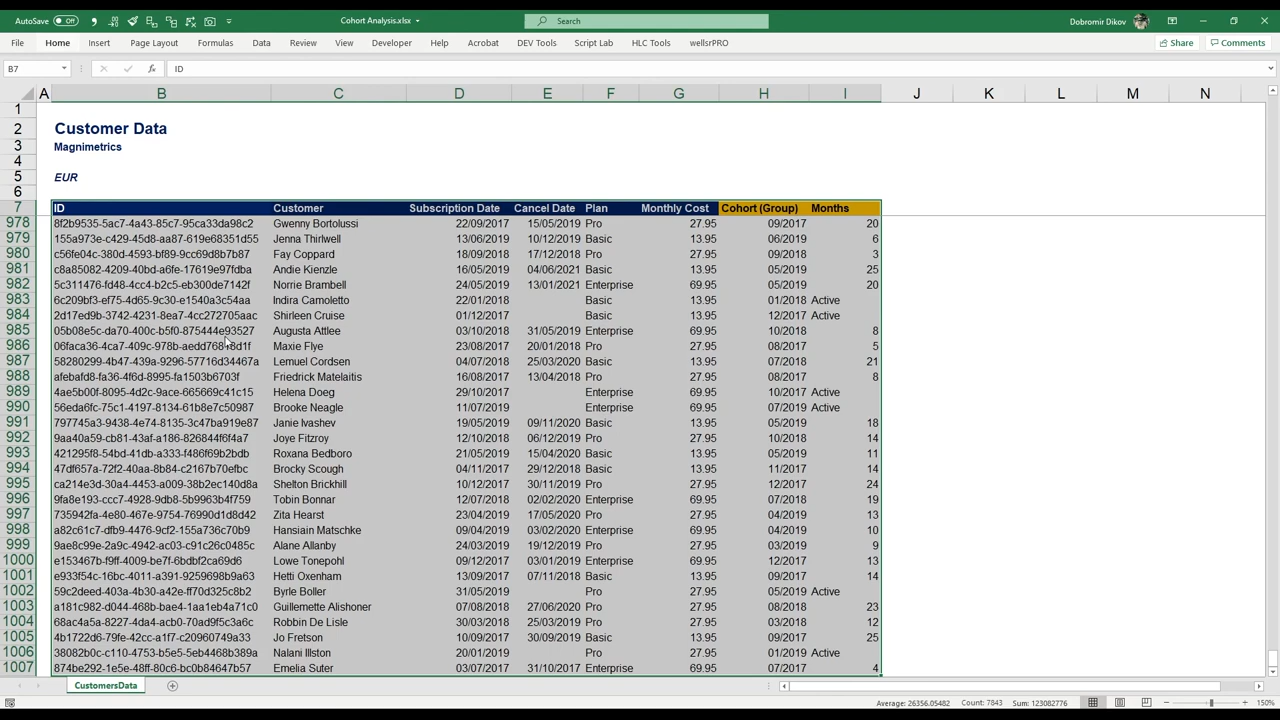 AutoSave Off Cohort Analysis.xlsx Search Dobromir Dikov
File Home Insert Page Layout Formulas Data Review View Developer Help Acrobat DEV Tools Script Lab HLC Tools wellsrPRO Share Comments
B7 fx ID
A B C D E F G H I J K L M N
1
2 Customer Data
3 Magnimetrics
4
5 EUR
6
7 ID Customer Subscription Date Cancel Date Plan Monthly Cost Cohort (Group) Months
978 8f2b9535-5ac7-4a43-85c7-95ca33da98c2 Gwenny Bortolussi 22/09/2017 15/05/2019 Pro 27.95 09/2017 20
979 155a973e-c429-45d8-aa87-619e68351d55 Jenna Thirlwell 13/06/2019 10/12/2019 Basic 13.95 06/2019 6
980 c56fe04c-380d-4593-bf89-9cc69d8b7b87 Fay Coppard 18/09/2018 17/12/2018 Pro 27.95 09/2018 3
981 c8a85082-4209-40bd-a6fe-17619e97fdba Andie Kienzle 16/05/2019 04/06/2021 Basic 13.95 05/2019 25
982 5c311476-fd48-4cc4-b2c5-eb300de7142f Norrie Brambell 24/05/2019 13/01/2021 Enterprise 69.95 05/2019 20
983 6c209bf3-ef75-4d65-9c30-e1540a3c54aa Indira Camoletto 22/01/2018 Basic 13.95 01/2018 Active
984 2d17ed9b-3742-4231-8ea7-4cc272705aac Shirleen Cruise 01/12/2017 Basic 13.95 12/2017 Active
985 05b08e5c-da70-400c-b5f0-875444e93527 Augusta Attlee 03/10/2018 31/05/2019 Enterprise 69.95 10/2018 8
986 Maxie Flye 23/08/2017 22/01/2018 Pro 27.95 08/2017 5
987 58280299-4b47-439a-9296-57716d34467a Lemuel Cordsen 04/07/2018 25/03/2020 Basic 13.95 07/2018 21
988 afebafd8-fa36-4f6d-8995-fa1503b6703f Friedrick Matelaitis 16/08/2017 13/04/2018 Pro 27.95 08/2017 8
989 4ae5b00f-8095-4d2c-9ace-665669c41c15 Helena Doeg 29/10/2017 Enterprise 69.95 10/2017 Active
990 56eda6fc-75c1-4197-8134-61b8e7c50987 Brooke Neagle 11/07/2019 Enterprise 69.95 07/2019 Active
991 797745a3-9438-4e74-8135-3c47ba919e87 Janie Ivashev 19/05/2019 09/11/2020 Basic 13.95 05/2019 18
992 9aa40a59-cb81-43af-a186-826844f6f4a7 Joye Fitzroy 12/10/2018 06/12/2019 Pro 27.95 10/2018 14
993 421295f8-54bd-41db-a333-f486f69b2bdb Roxana Bedboro 21/05/2019 15/04/2020 Basic 13.95 05/2019 11
994 47df657a-72f2-40aa-8b84-c2167b70efbc Brocky Scough 04/11/2017 29/12/2018 Basic 13.95 11/2017 14
995 ca214e3d-30a4-4453-a009-38b2ec140d8a Shelton Brickhill 10/12/2017 30/11/2019 Pro 27.95 12/2017 24
996 9fa8e193-ccc7-4928-9db8-5b9963b4f759 Tobin Bonnar 12/07/2018 02/02/2020 Enterprise 69.95 07/2018 19
997 735942fa-4e80-467e-9754-76990d1d8d42 Zita Hearst 23/04/2019 17/05/2020 Pro 27.95 04/2019 13
998 a82c61c7-dfb9-4476-9cf2-155a736c70b9 Hansiain Matschke 09/04/2019 03/02/2020 Enterprise 69.95 04/2019 10
999 9ae8c99e-2a9c-4942-ac03-c91c26c0485c Alane Allanby 24/03/2019 19/12/2019 Pro 27.95 03/2019 9
1000 e153467b-f9ff-4009-be7f-6bdbf2ca69d6 Lowe Tonepohl 09/12/2017 03/01/2019 Enterprise 69.95 12/2017 13
1001 e933f54c-16bc-4011-a391-9259698b9a63 Hetti Oxenham 13/09/2017 07/11/2018 Basic 13.95 09/2017 14
1002 59c2deed-403a-4b30-a42e-ff70d325c8b2 Byrle Boller 31/05/2019 Pro 27.95 05/2019 Active
1003 a181c982-d044-468b-bae4-1aa1eb4a71c0 Guillemette Alishoner 07/08/2018 27/06/2020 Pro 27.95 08/2018 23
1004 68ac4a5a-8227-4da4-acf0-70a9c5a3c6a Robbin De Lisle 30/03/2018 25/03/2019 Pro 27.95 03/2018 12
1005 4b1722d6-79fe-42cc-a1f7-c20960749a33 Jo Fretson 10/09/2017 30/09/2019 Basic 13.95 09/2017 25
1006 38082b0c-c110-4753-b5e5-5eb4468b389a Nalani Illston 20/01/2019 Pro 27.95 01/2019 Active
1007 874be292-1e5e-48ff-80c6-bc0b84647b57 Emelia Suter 03/07/2017 31/10/2017 Enterprise 69.95 07/2017 4
CustomersData
Average: 26356.05482 Count: 7843 Sum: 123082776 150%